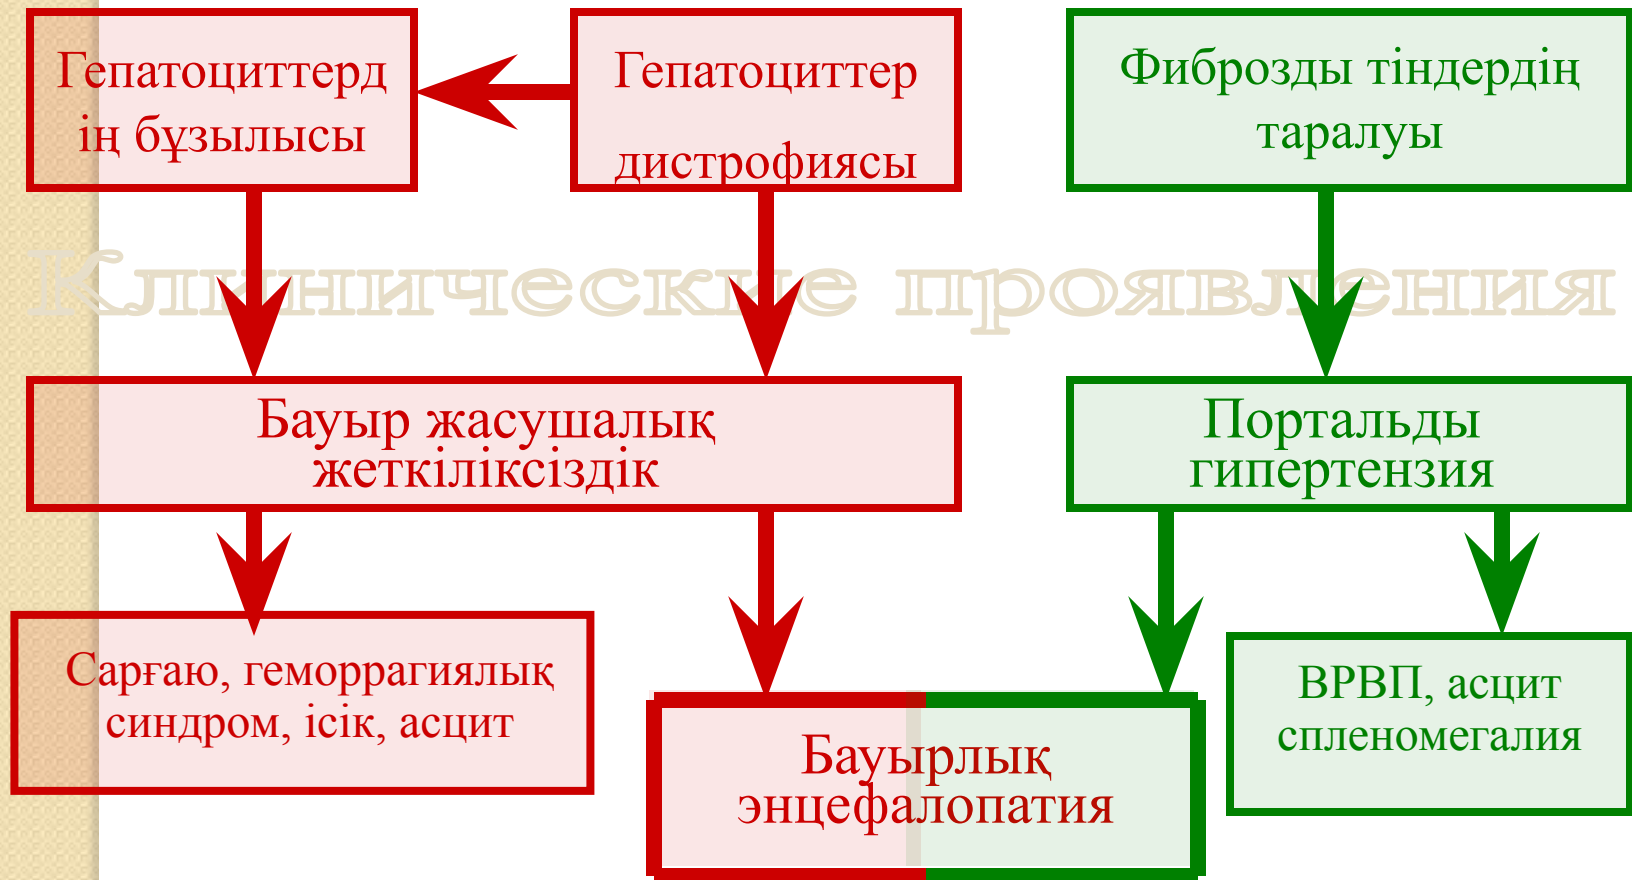 Гепатоциттерд
ің бұзылысы
Гепатоциттер
дистрофиясы
Фиброзды тіндердің
таралуы
Клинические проявления
Бауыр жасушалық
жеткіліксіздік
Портальды
гипертензия
Сарғаю, геморрагиялық
синдром, ісік, асцит
Бауырлық
энцефалопатия
ВРВП, асцит
спленомегалия